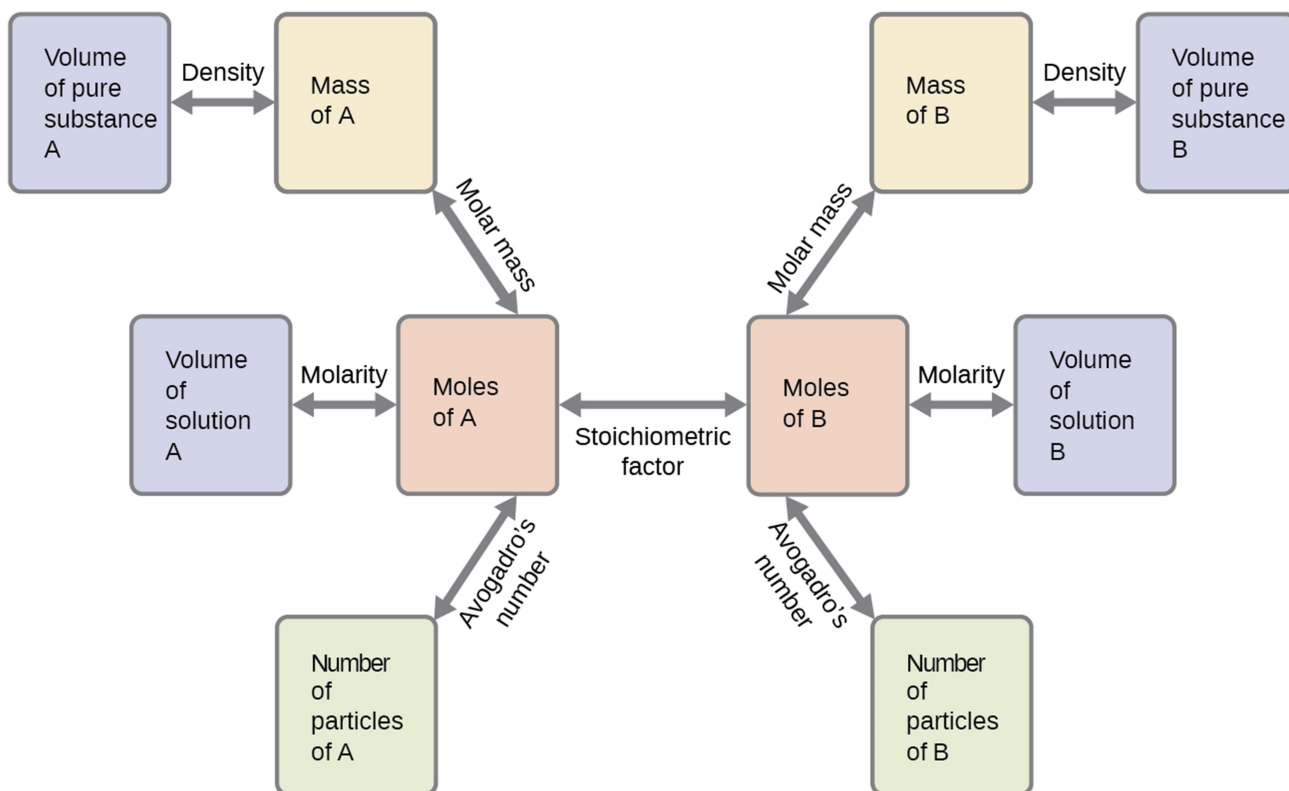 Volume
of pure
substance
A
Density
Mass
of A
Mass
of B
Density
Volume
of pure
substance
B
Molar mass
Molar mass
Volume
of
solution
A
Molarity
Moles
of A
Stoichiometric
factor
Moles
of B
Molarity
Volume
of
solution
B
Avogadro's
number
Avogadro's
number
Number
of
particles
of A
Number
of
particles
of B